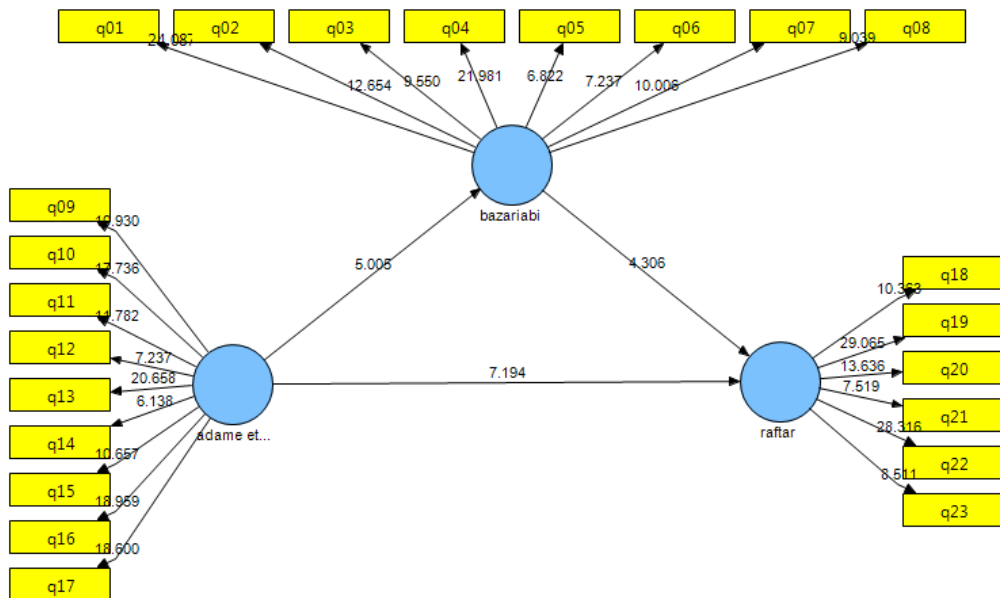 q01
q02
q03
q04
q05
q06
q07
q08
24.087
12.654
9.550
21.981
6.822
7.237
10.006
9.039
bazariabi
q09
q10
q11
q12
q13
q14
q15
q16
q17
17.736
11.782
7.237
20.658
6.138
10.657
18.959
18.600
adame et...
5.005
4.306
7.194
raftar
10.363
29.065
13.636
7.519
28.316
8.511
q18
q19
q20
q21
q22
q23